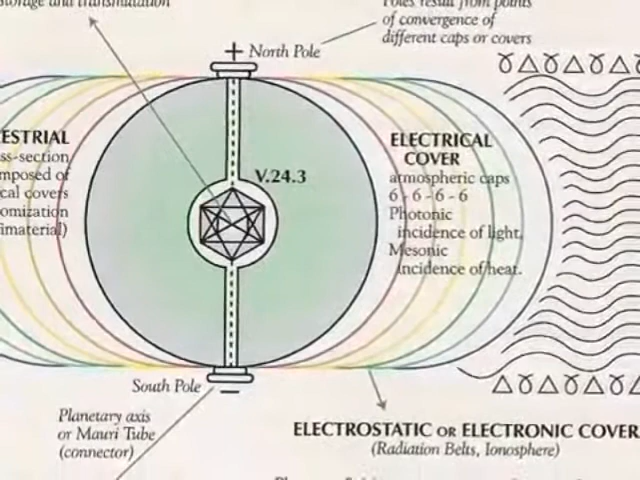 storage and transmutation
Poles result from points
of convergence of
different caps or covers
+ North Pole
ESTRIAL
ss-section
mposed of
cal covers
omization
imaterial)
V.24.3
ELECTRICAL
COVER
atmospheric caps
6 - 6 - 6 - 6
Photonic
incidence of light.
Mesonic
incidence of heat.
South Pole
–
Planetary axis
or Mauri Tube
(connector)
ELECTROSTATIC OR ELECTRONIC COVER
(Radiation Belts, Ionosphere)